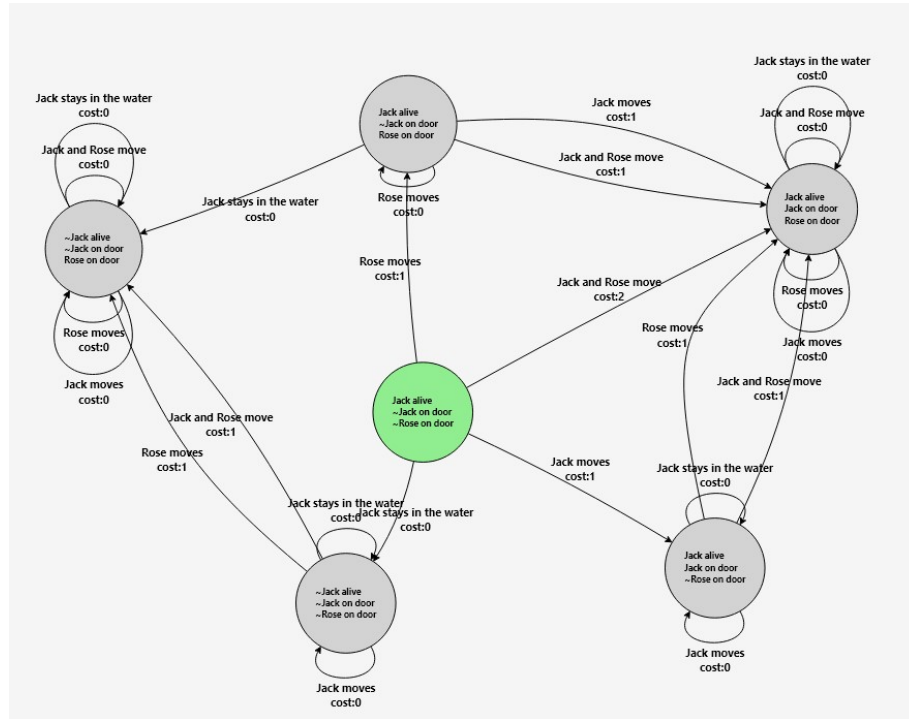 Jack stays in the water
cost:0
Jack and Rose move
cost:0
Jack stays in the water
cost:0
Jack and Rose move
cost:0
Jack alive
~Jack on door
Rose on door
Jack moves
cost:1
Jack and Rose move
cost:1
Jack alive
Jack on door
Rose on door
Jack stays in the water
cost:0
Rose moves
cost:0
~Jack alive
~Jack on door
Rose on door
Rose moves
cost:1
Jack and Rose move
cost:2
Rose moves
cost:0
Rose moves
cost:0
Jack moves
cost:0
Rose moves
cost:1
Jack moves
cost:0
Jack and Rose move
cost:1
Jack alive
~Jack on door
~Rose on door
Jack and Rose move
cost:1
Rose moves
cost:1
Jack moves
cost:1
Jack stays in the water
cost:0
Jack stays in the water
cost:0
Jack stays in the water
cost:0
Jack alive
Jack on door
~Rose on door
~Jack alive
~Jack on door
~Rose on door
Jack moves
cost:0
Jack moves
cost:0